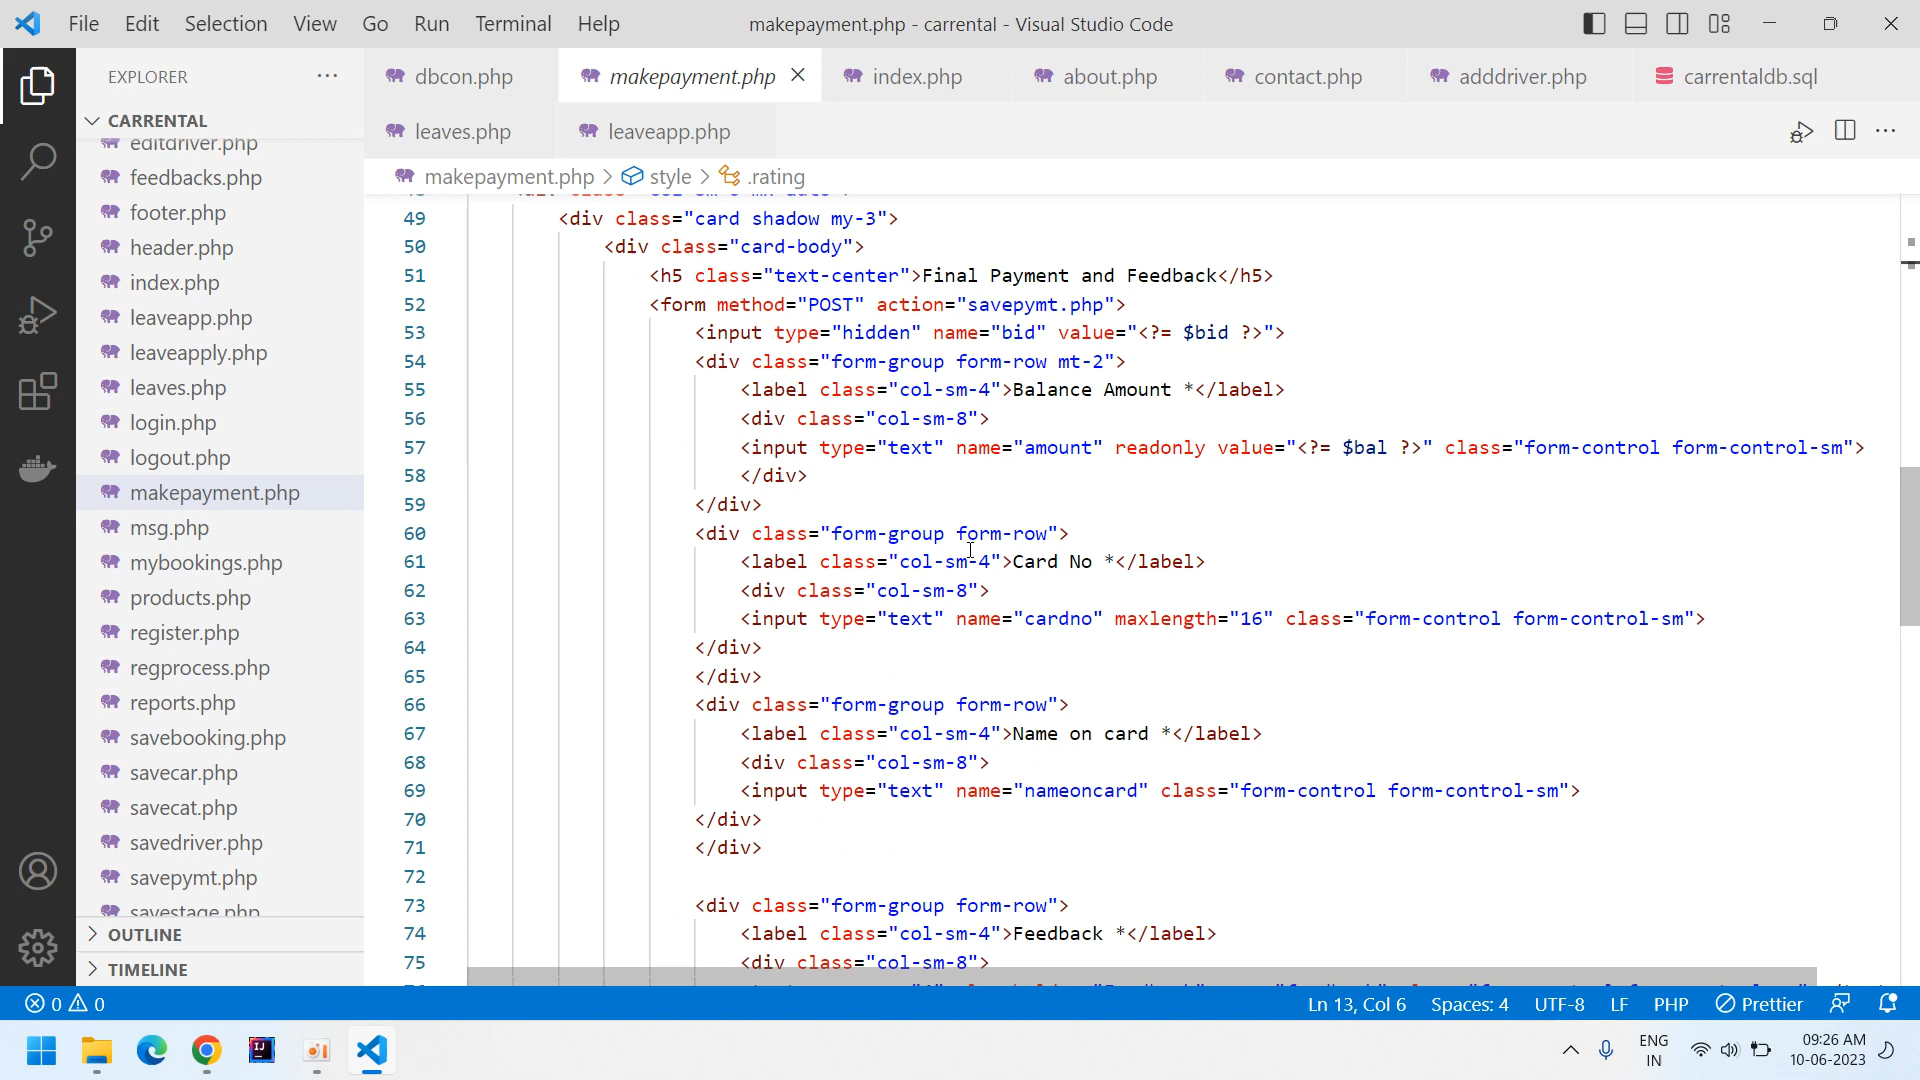 File Edit Selection View Go Run Terminal Help
makepayment.php - carrental - Visual Studio Code
EXPLORER ···
dbcon.php makepayment.php index.php about.php contact.php adddriver.php carrentaldb.sql
leaves.php leaveapp.php
makepayment.php > style > .rating
CARRENTAL
editdriver.php
feedbacks.php
footer.php
header.php
index.php
leaveapp.php
leaveapply.php
leaves.php
login.php
logout.php
makepayment.php
msg.php
mybookings.php
products.php
register.php
regprocess.php
reports.php
savebooking.php
savecar.php
savecat.php
savedriver.php
savepymt.php
savestage.php
OUTLINE
TIMELINE
49 <div class="card shadow my-3">
50 <div class="card-body">
51 <h5 class="text-center">Final Payment and Feedback</h5>
52 <form method="POST" action="savepymt.php">
53 <input type="hidden" name="bid" value="<?= $bid ?>">
54 <div class="form-group form-row mt-2">
55 <label class="col-sm-4">Balance Amount *</label>
56 <div class="col-sm-8">
57 <input type="text" name="amount" readonly value="<?= $bal ?>" class="form-control form-control-sm">
58 </div>
59 </div>
60 <div class="form-group form-row">
61 <label class="col-sm-4">Card No *</label>
62 <div class="col-sm-8">
63 <input type="text" name="cardno" maxlength="16" class="form-control form-control-sm">
64 </div>
65 </div>
66 <div class="form-group form-row">
67 <label class="col-sm-4">Name on card *</label>
68 <div class="col-sm-8">
69 <input type="text" name="nameoncard" class="form-control form-control-sm">
70 </div>
71 </div>
72
73 <div class="form-group form-row">
74 <label class="col-sm-4">Feedback *</label>
75 <div class="col-sm-8">
0 0 Ln 13, Col 6 Spaces: 4 UTF-8 LF PHP Prettier
ENG
IN
09:26 AM
10-06-2023